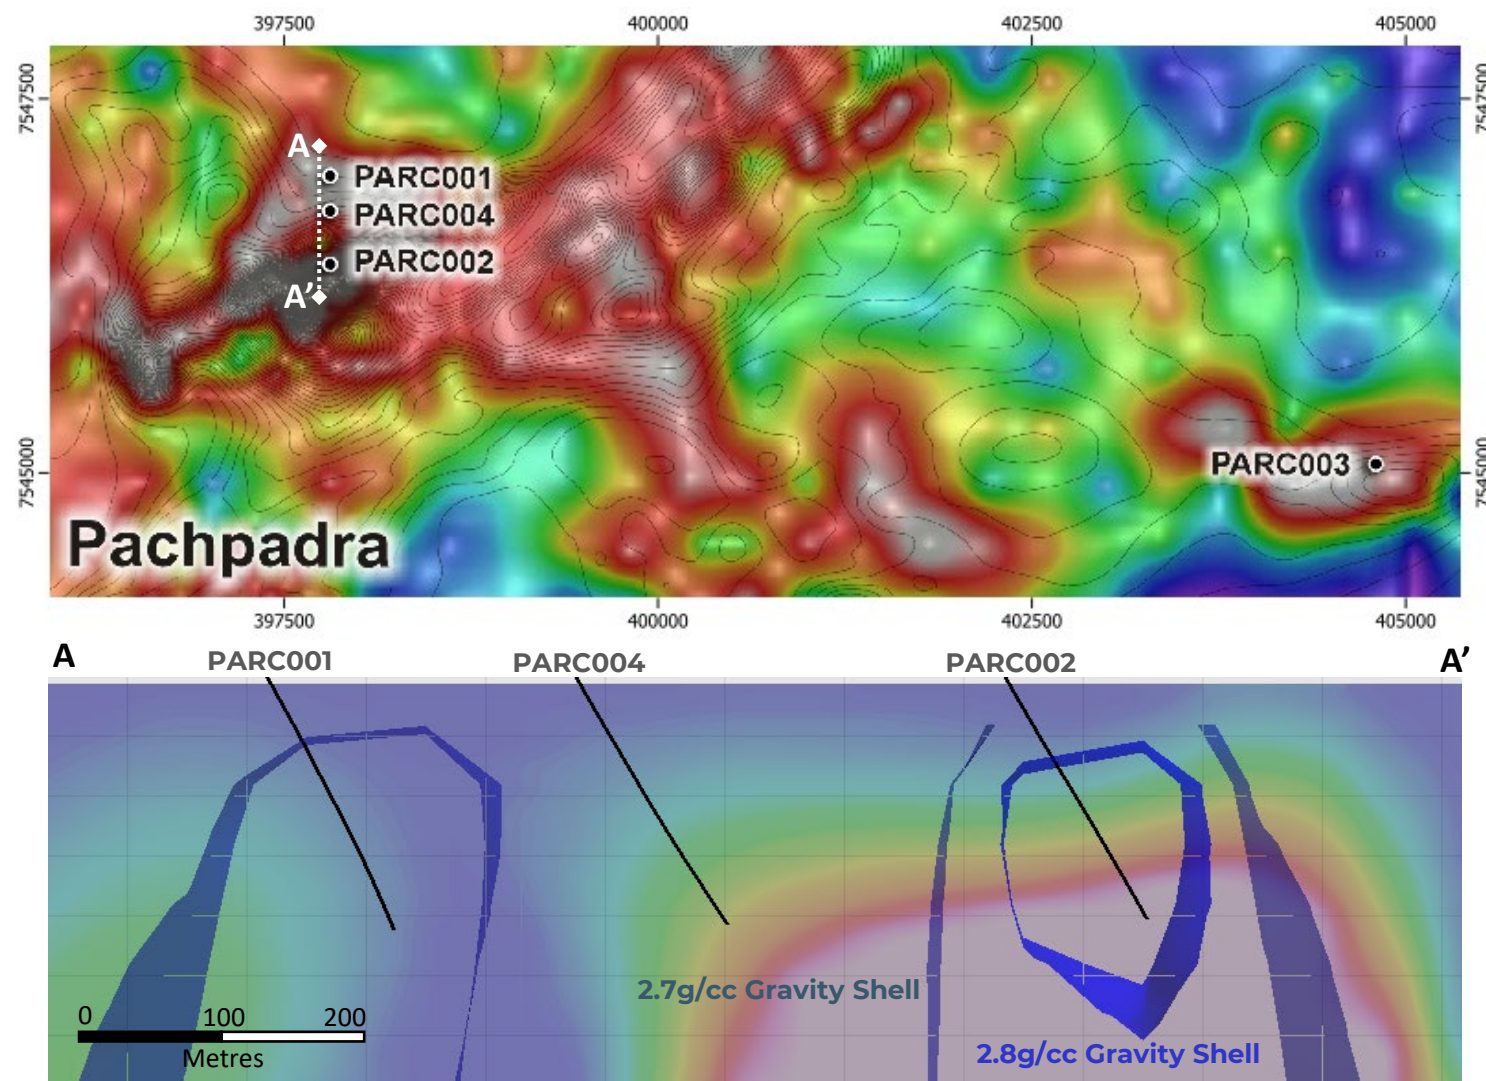 397500 400000 402500 405000
7547500 7547500
A
PARC001
PARC004
PARC002
A’
7545000 7545000
PARC003
Pachpadra
397500 400000 402500 405000
A PARC001 PARC004 PARC002 A’
2.7g/cc Gravity Shell
0 100 200
Metres
2.8g/cc Gravity Shell